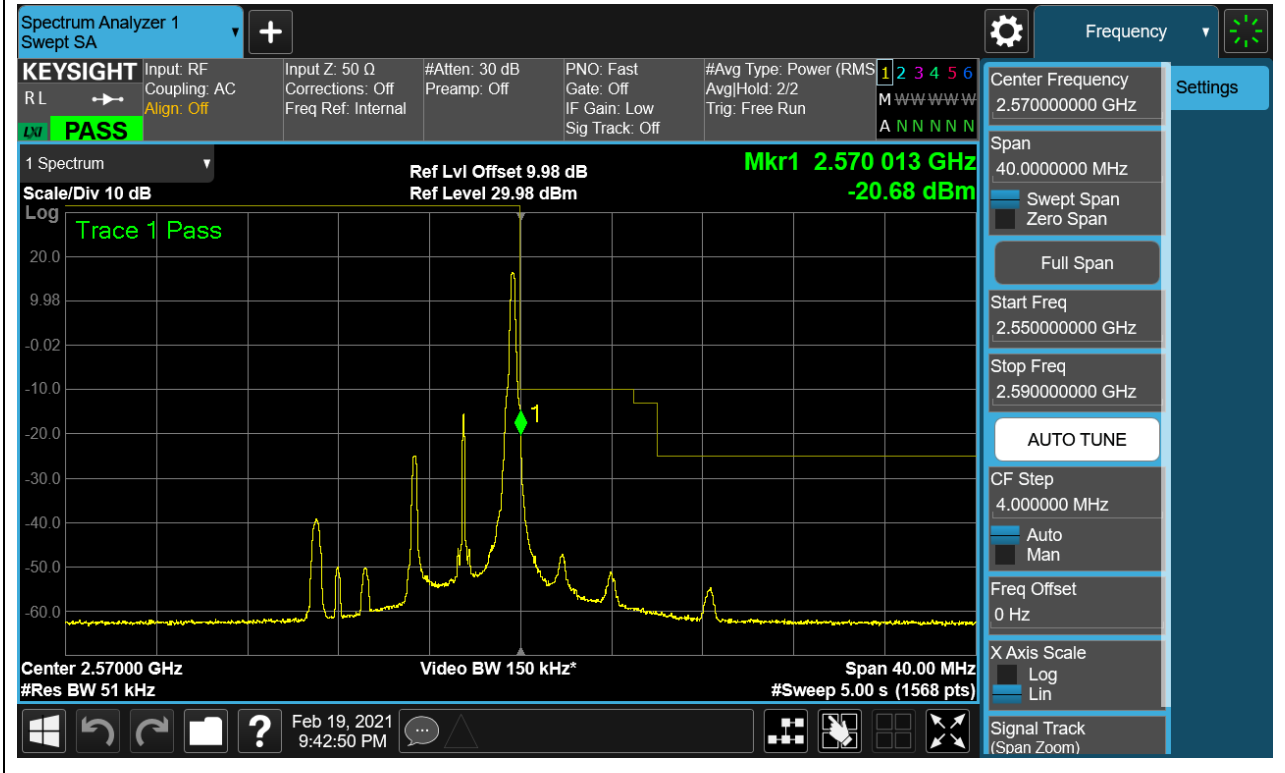 Spectrum Analyzer 1
Swept SA
+
Frequency
KEYSIGHT
R L
LXI
PASS
Input: RF
Coupling: AC
Align: Off
Input Z: 50 Ω
Corrections: Off
Freq Ref: Internal
#Atten: 30 dB
Preamp: Off
PNO: Fast
Gate: Off
IF Gain: Low
Sig Track: Off
#Avg Type: Power (RMS
Avg|Hold: 2/2
Trig: Free Run
1 2 3 4 5 6
M W W W W W
A N N N N N
1 Spectrum
Scale/Div 10 dB
Ref Lvl Offset 9.98 dB
Ref Level 29.98 dBm
Mkr1 2.570 013 GHz
-20.68 dBm
Log
Trace 1 Pass
20.0
9.98
-0.02
-10.0
-20.0
-30.0
-40.0
-50.0
-60.0
1
Center 2.57000 GHz
#Res BW 51 kHz
Video BW 150 kHz*
Span 40.00 MHz
#Sweep 5.00 s (1568 pts)
Center Frequency
2.570000000 GHz
Settings
Span
40.0000000 MHz
Swept Span
Zero Span
Full Span
Start Freq
2.550000000 GHz
Stop Freq
2.590000000 GHz
AUTO TUNE
CF Step
4.000000 MHz
Auto
Man
Freq Offset
0 Hz
X Axis Scale
Log
Lin
Signal Track
(Span Zoom)
?
Feb 19, 2021
9:42:50 PM